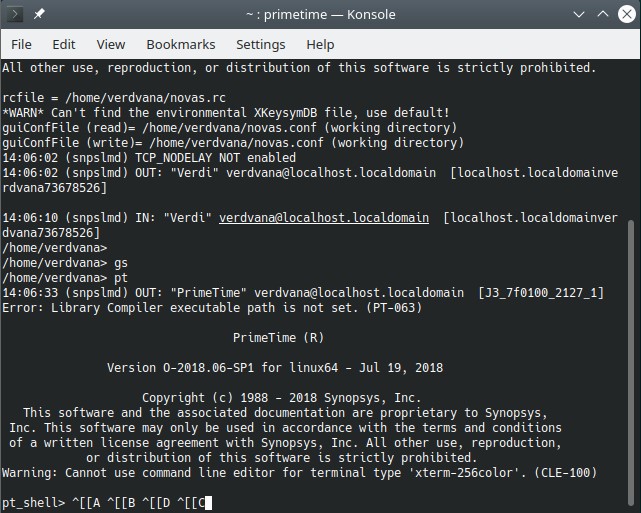 ~ : primetime — Konsole
File Edit View Bookmarks Settings Help
All other use, reproduction, or distribution of this software is strictly prohibited.
rcfile = /home/verdvana/novas.rc
*WARN* Can't find the environmental XKeysymDB file, use default!
guiConfFile (read)= /home/verdvana/novas.conf (working directory)
guiConfFile (write)= /home/verdvana/novas.conf (working directory)
14:06:02 (snpslmd) TCP_NODELAY NOT enabled
14:06:02 (snpslmd) OUT: "Verdi" verdvana@localhost.localdomain  [localhost.localdomainve
rdvana73678526]
14:06:10 (snpslmd) IN: "Verdi" verdvana@localhost.localdomain  [localhost.localdomainver
dvana73678526]
/home/verdvana>
/home/verdvana> gs
/home/verdvana> pt
14:06:33 (snpslmd) OUT: "PrimeTime" verdvana@localhost.localdomain  [J3_7f0100_2127_1]
Error: Library Compiler executable path is not set. (PT-063)
PrimeTime (R)
Version O-2018.06-SP1 for linux64 - Jul 19, 2018
Copyright (c) 1988 - 2018 Synopsys, Inc.
This software and the associated documentation are proprietary to Synopsys,
Inc. This software may only be used in accordance with the terms and conditions
of a written license agreement with Synopsys, Inc. All other use, reproduction,
or distribution of this software is strictly prohibited.
Warning: Cannot use command line editor for terminal type 'xterm-256color'. (CLE-100)
pt_shell> ^[[A ^[[B ^[[D ^[[C